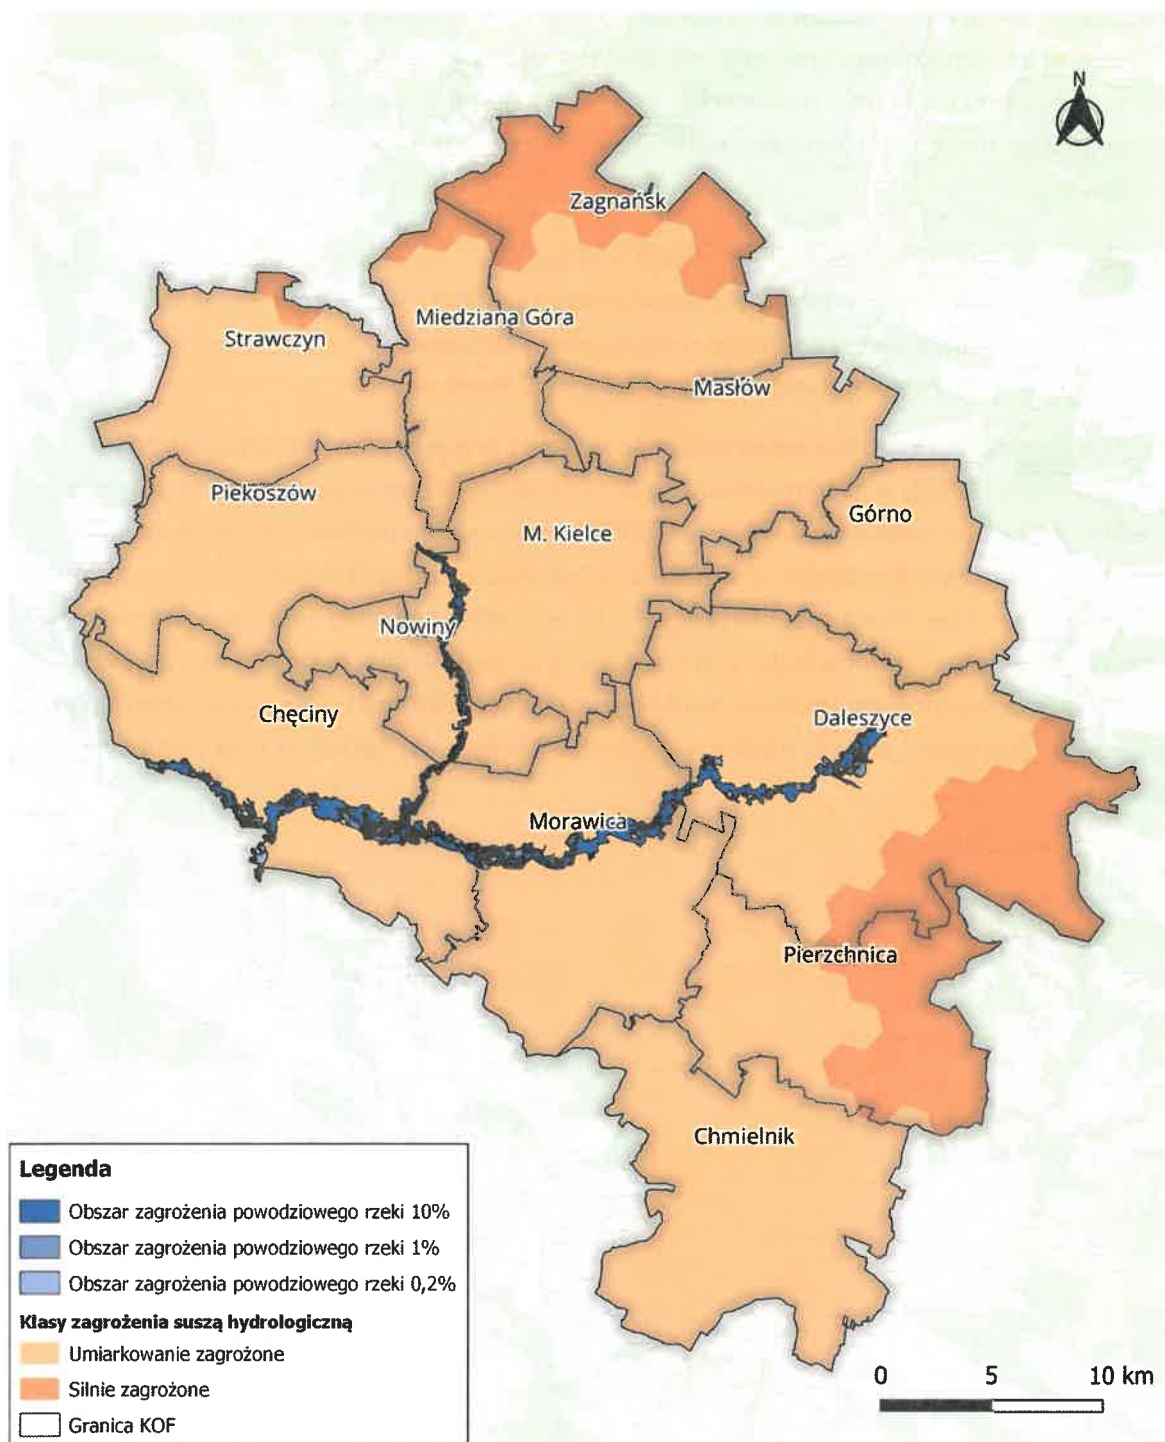 N
Zagnańsk
Miedziana Góra
Strawczyn
Masłów
Piekoszów
Górno
M. Kielce
Nowiny
Chęciny
Daleszyce
Morawica
Pierzchnica
Chmielnik
Legenda
Obszar zagrożenia powodziowego rzeki 10%
Obszar zagrożenia powodziowego rzeki 1%
Obszar zagrożenia powodziowego rzeki 0,2%
Klasy zagrożenia suszą hydrologiczną
Umiarkowanie zagrożone
Silnie zagrożone
Granica KOF
0 5 10 km